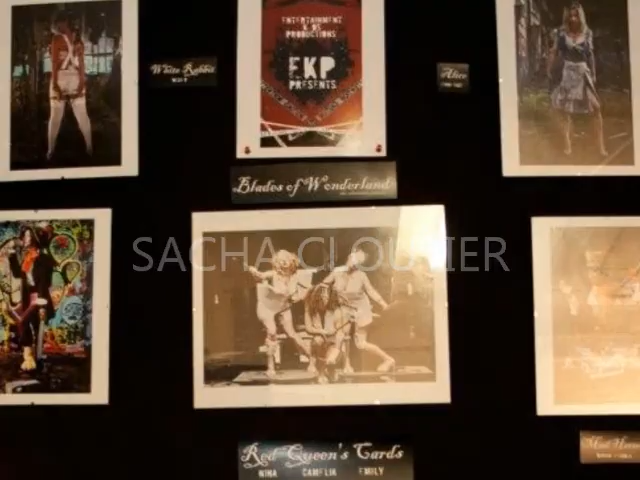 ENTERTAINMENT
PRODUCTIONS
EKP
PRESENTS
White Rabbit
Alice
Blades of Wonderland
SACHA CLOUTIER
Red Queen's Cards
NINA CAMELIA EMILY